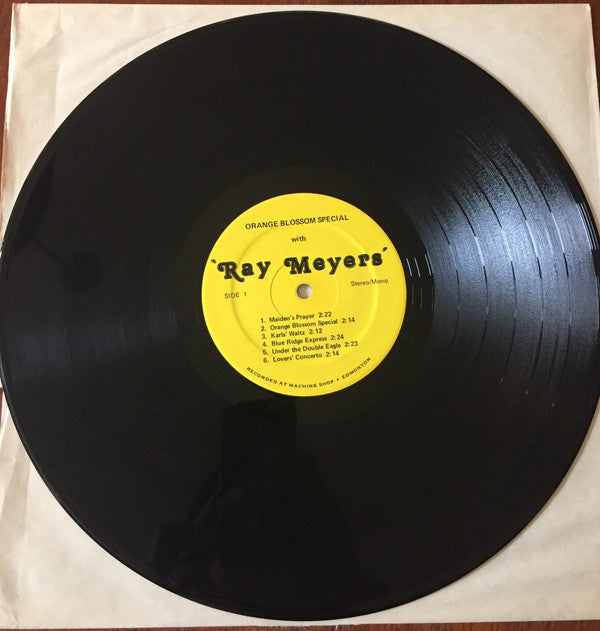 ORANGE BLOSSOM SPECIAL
with
'Ray Meyers'
SIDE 1
Stereo/Mono
1. Maiden's Prayer 2:22
2. Orange Blossom Special 2:14
3. Karls' Waltz 2:12
4. Blue Ridge Express 2:24
5. Under the Double Eagle 2:23
6. Lovers' Concerto 2:14
RECORDED AT MACHINE SHOP • EDMONTON